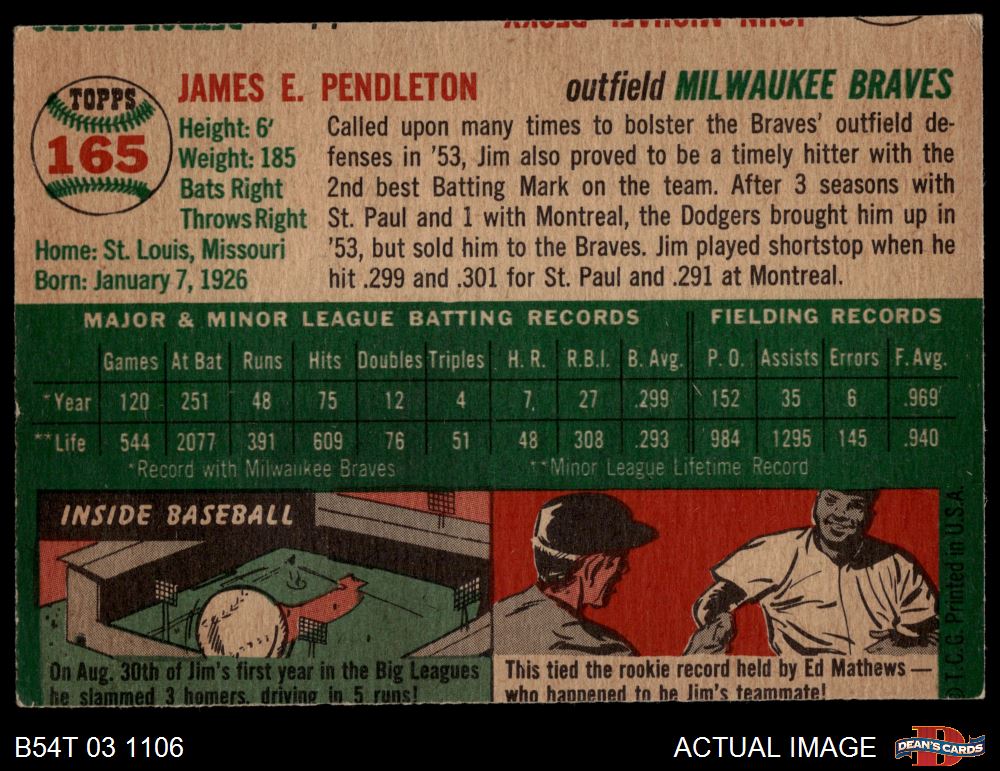 JAMES E. PENDLETON
outfield MILWAUKEE BRAVES
TOPPS
165
Height: 6'
Weight: 185
Bats Right
Throws Right
Home: St. Louis, Missouri
Born: January 7, 1926
Called upon many times to bolster the Braves' outfield de-
fenses in '53, Jim also proved to be a timely hitter with the
2nd best Batting Mark on the team. After 3 seasons with
St. Paul and 1 with Montreal, the Dodgers brought him up in
'53, but sold him to the Braves. Jim played shortstop when he
hit .299 and .301 for St. Paul and .291 at Montreal.
MAJOR & MINOR LEAGUE BATTING RECORDS FIELDING RECORDS
Games At Bat Runs Hits Doubles Triples H. R. R.B.I. B. Avg. P. O. Assists Errors F. Avg.
*Year 120 251 48 75 12 4 7 27 .299 152 35 6 .969
**Life 544 2077 391 609 76 51 48 308 .293 984 1295 145 .940
*Record with Milwaukee Braves **Minor League Lifetime Record
INSIDE BASEBALL
On Aug. 30th of Jim's first year in the Big Leagues
he slammed 3 homers, driving in 5 runs!
This tied the rookie record held by Ed Mathews —
who happened to be Jim's teammate!
© T. C. G. Printed in U.S.A.
B54T 03 1106
ACTUAL IMAGE
D
DEAN'S CARDS